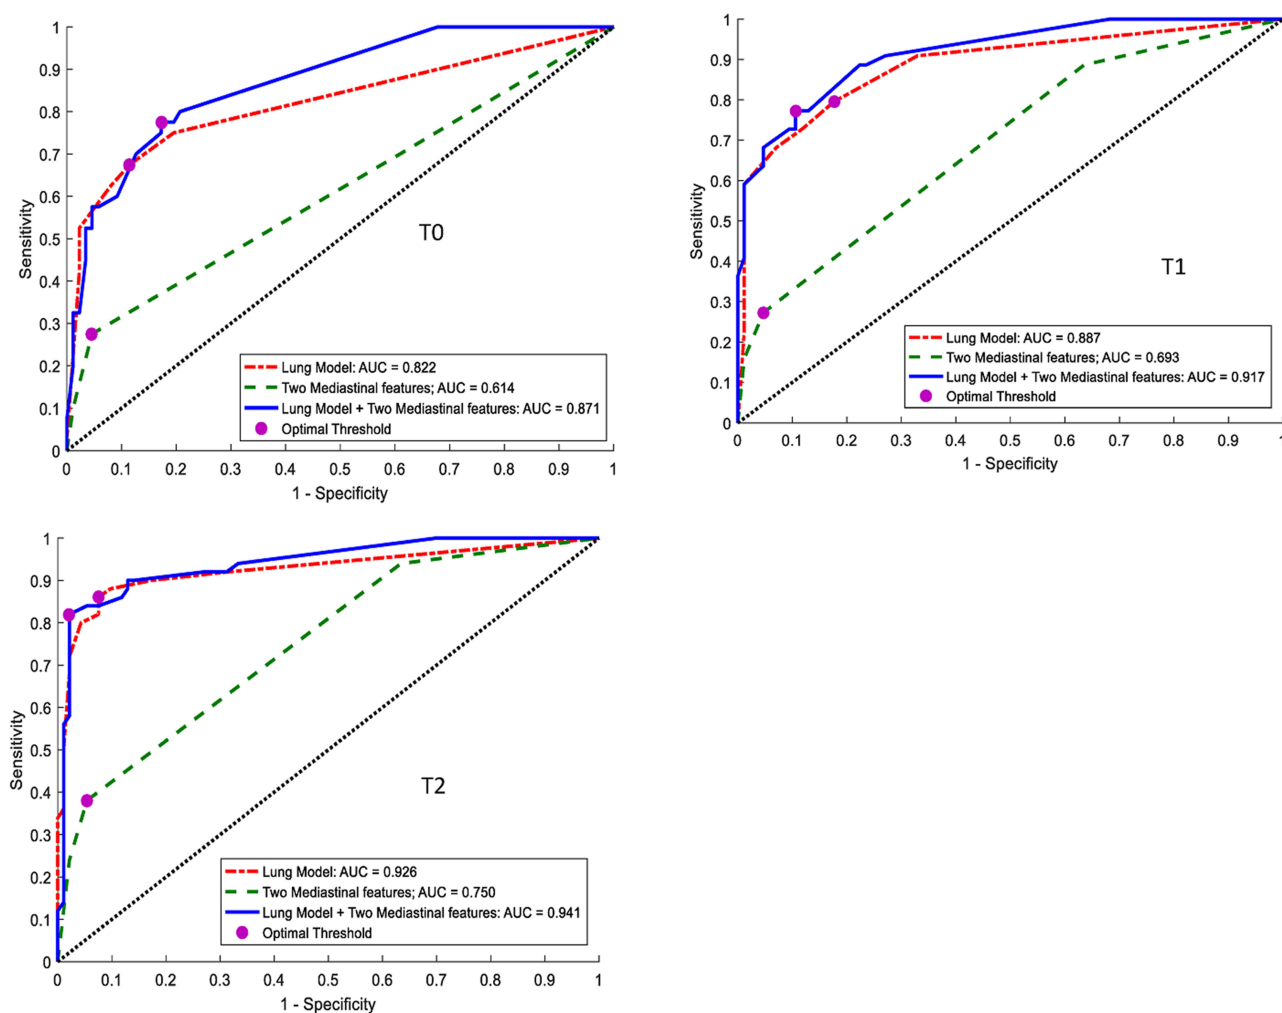 1
0.9
0.8
0.7
0.6
0.5
0.4
0.3
0.2
0.1
0
Sensitivity
T0
Lung Model: AUC = 0.822
Two Mediastinal features; AUC = 0.614
Lung Model + Two Mediastinal features: AUC = 0.871
Optimal Threshold
0 0.1 0.2 0.3 0.4 0.5 0.6 0.7 0.8 0.9 1
1 - Specificity
1
0.9
0.8
0.7
0.6
0.5
0.4
0.3
0.2
0.1
0
Sensitivity
T1
Lung Model: AUC = 0.887
Two Mediastinal features; AUC = 0.693
Lung Model + Two Mediastinal features: AUC = 0.917
Optimal Threshold
0 0.1 0.2 0.3 0.4 0.5 0.6 0.7 0.8 0.9 1
1 - Specificity
1
0.9
0.8
0.7
0.6
0.5
0.4
0.3
0.2
0.1
0
Sensitivity
T2
Lung Model: AUC = 0.926
Two Mediastinal features; AUC = 0.750
Lung Model + Two Mediastinal features: AUC = 0.941
Optimal Threshold
0 0.1 0.2 0.3 0.4 0.5 0.6 0.7 0.8 0.9 1
1 - Specificity